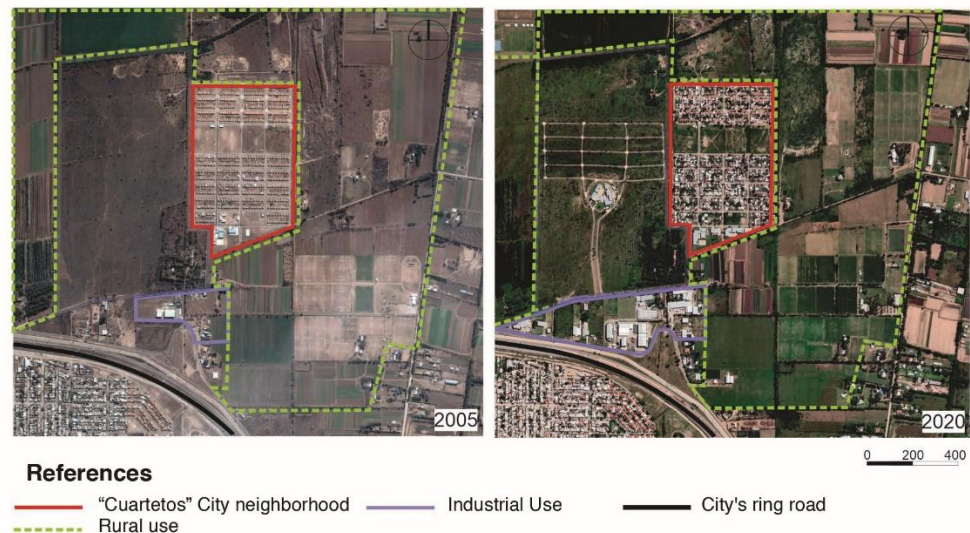 2005
2020
0 200 400
References
“Cuartetos” City neighborhood
Industrial Use
City's ring road
Rural use